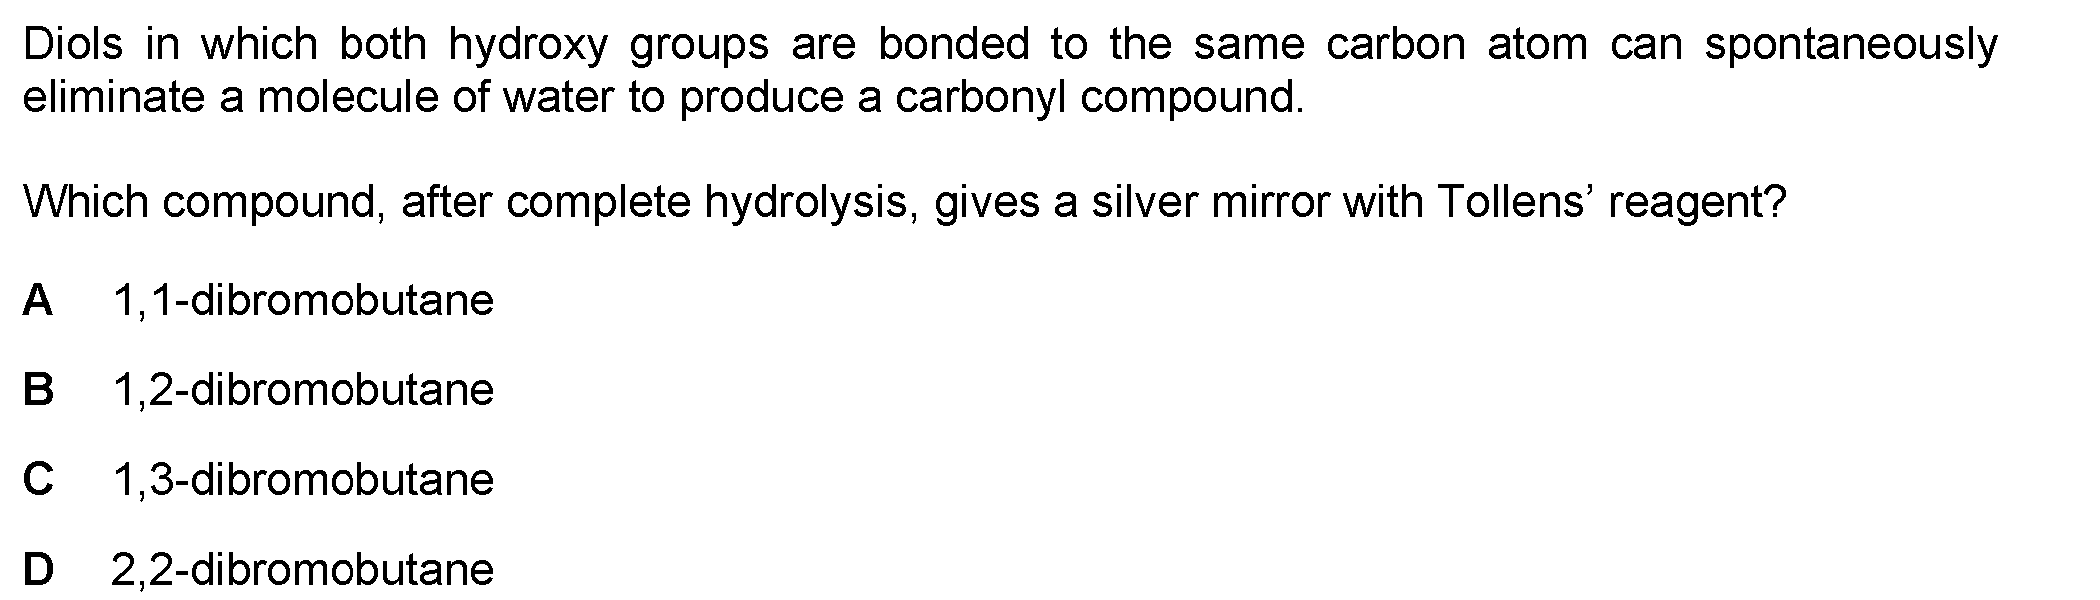 Diols in which both hydroxy groups are bonded to the same carbon atom can spontaneously
eliminate a molecule of water to produce a carbonyl compound.
Which compound, after complete hydrolysis, gives a silver mirror with Tollens’ reagent?
A 1,1-dibromobutane
B 1,2-dibromobutane
C 1,3-dibromobutane
D 2,2-dibromobutane